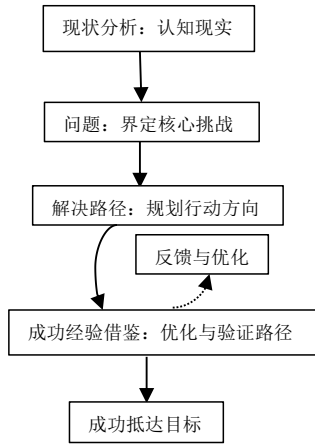 现状分析：认知现实
问题：界定核心挑战
解决路径：规划行动方向
反馈与优化
成功经验借鉴：优化与验证路径
成功抵达目标